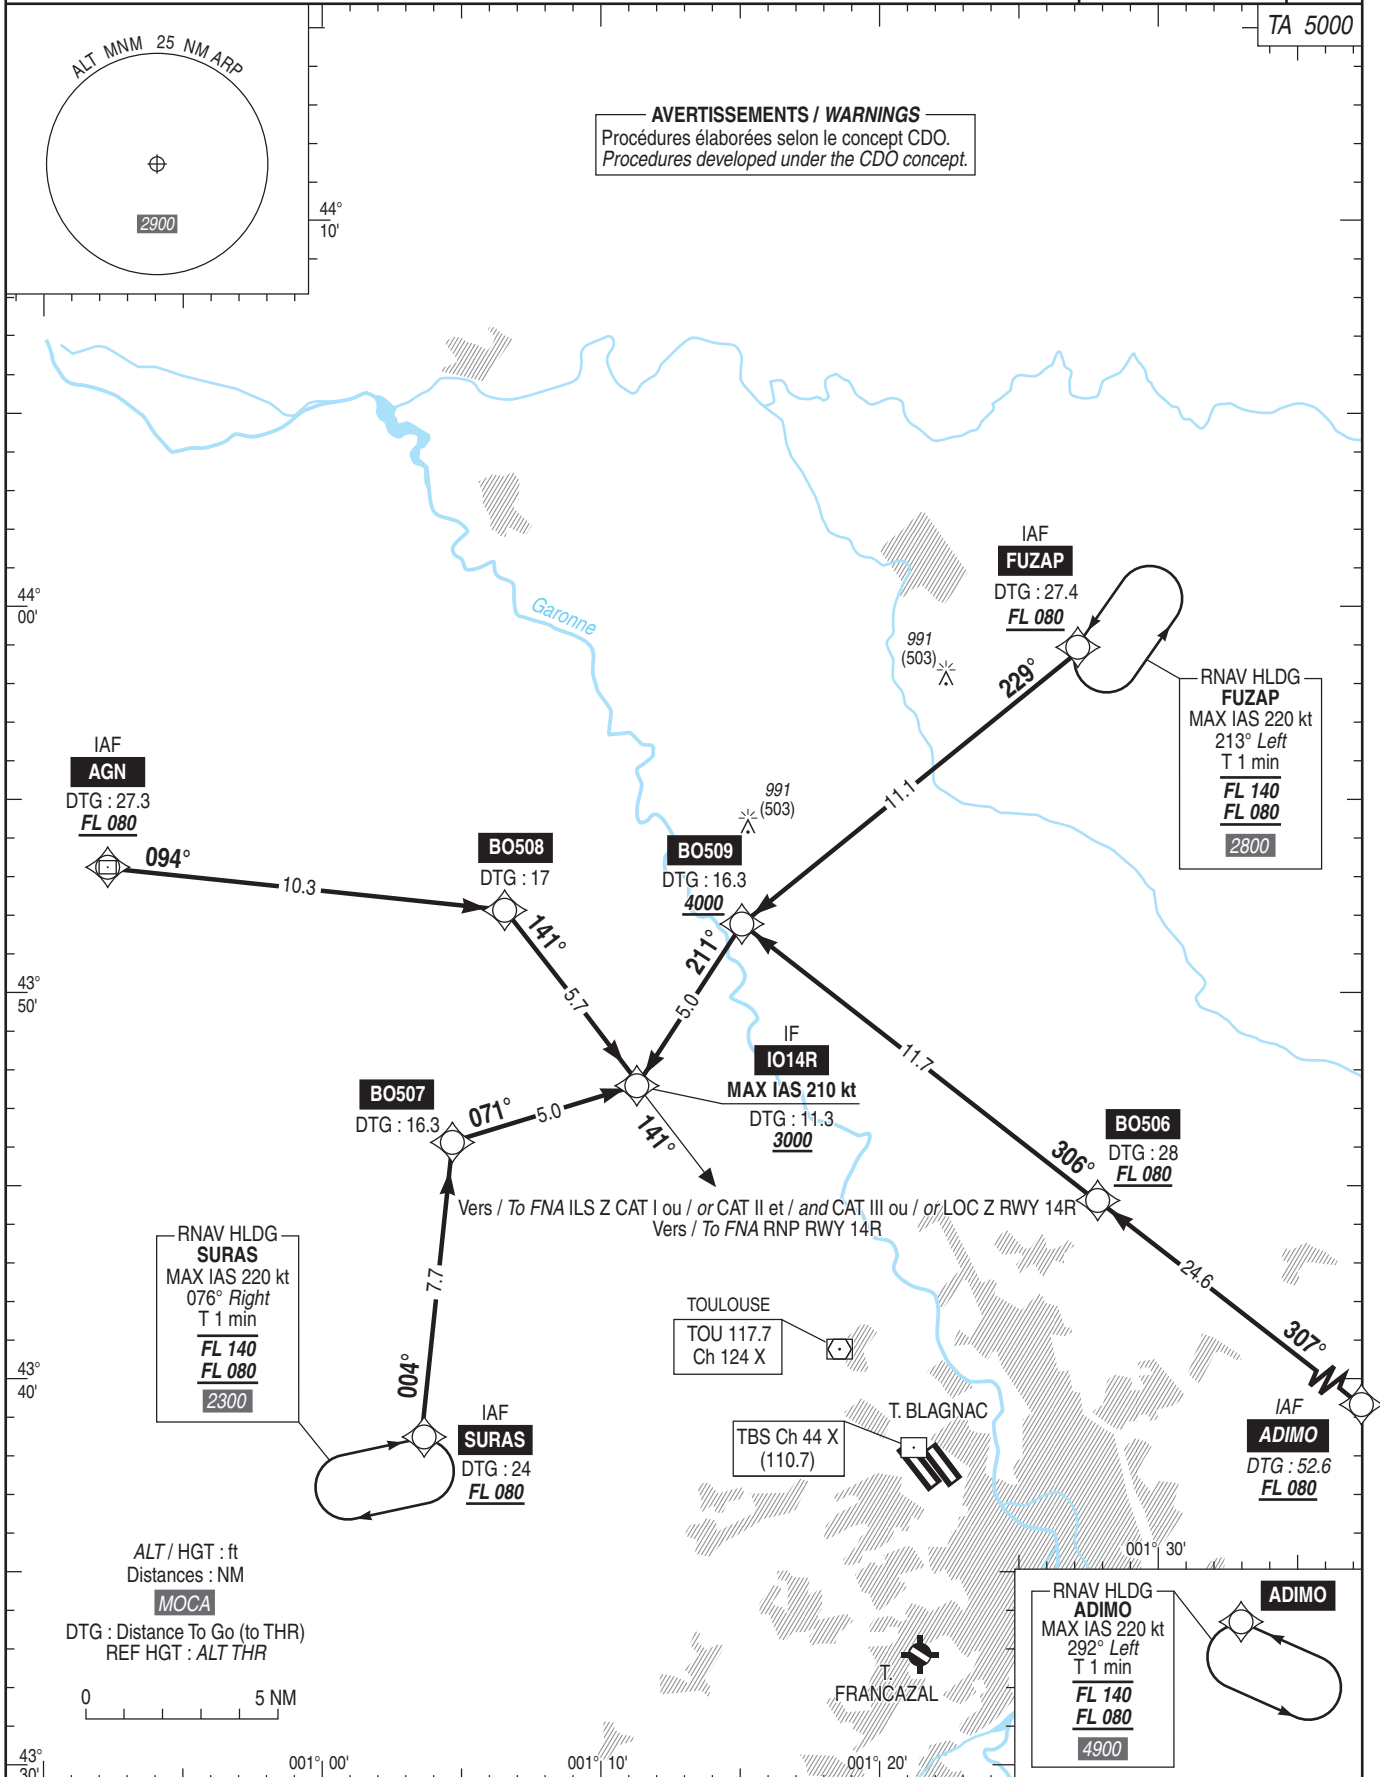 TA 5000
ALT MNM 25 NM ARP
2900
AVERTISSEMENTS / WARNINGS
Procédures élaborées selon le concept CDO.
Procedures developed under the CDO concept.
44°
10'
Garonne
IAF
FUZAP
DTG : 27.4
FL 080
44°
00'
991
(503)
229°
11.1
RNAV HLDG
FUZAP
MAX IAS 220 kt
213° Left
T 1 min
FL 140
FL 080
2800
IAF
AGN
DTG : 27.3
FL 080
094°
10.3
BO508
DTG : 17
141°
5.7
991
(503)
BO509
DTG : 16.3
4000
211°
5.0
43°
50'
IF
IO14R
MAX IAS 210 kt
DTG : 11.3
3000
11.7
BO507
DTG : 16.3
071°
5.0
141°
BO506
DTG : 28
FL 080
306°
Vers / To FNA ILS Z CAT I ou / or CAT II et / and CAT III ou / or LOC Z RWY 14R
Vers / To FNA RNP RWY 14R
RNAV HLDG
SURAS
MAX IAS 220 kt
076° Right
T 1 min
FL 140
FL 080
2300
7.7
004°
24.6
307°
TOULOUSE
TOU 117.7
Ch 124 X
43°
40'
IAF
SURAS
DTG : 24
FL 080
T. BLAGNAC
TBS Ch 44 X
(110.7)
IAF
ADIMO
DTG : 52.6
FL 080
ALT / HGT : ft
Distances : NM
MOCA
DTG : Distance To Go (to THR)
REF HGT : ALT THR
0 5 NM
001° 30'
RNAV HLDG
ADIMO
MAX IAS 220 kt
292° Left
T 1 min
FL 140
FL 080
4900
ADIMO
T.
FRANCAZAL
43°
30'
001° 00'
001° 10'
001° 20'